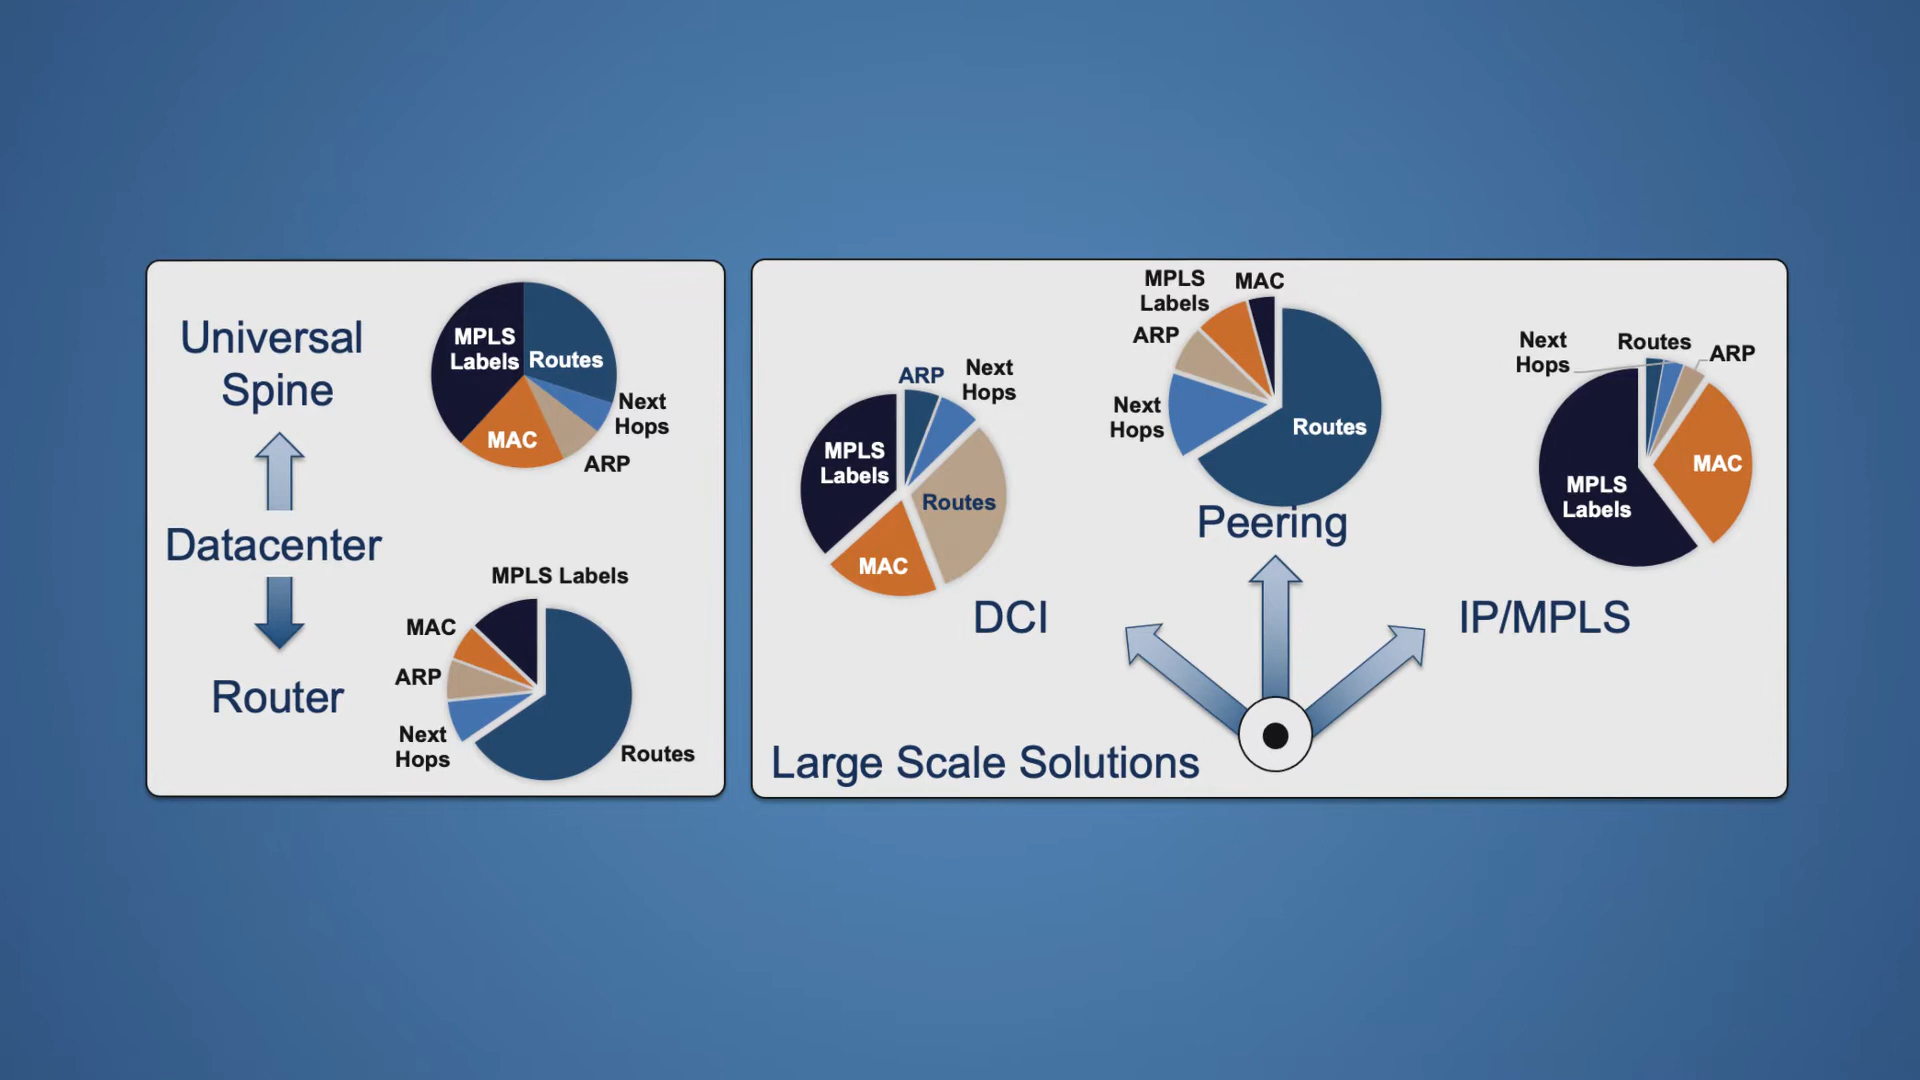 Universal
Spine
MPLS
Labels
Routes
Next
Hops
MAC
ARP
Datacenter
Router
MPLS Labels
MAC
ARP
Next
Hops
Routes
ARP
Next
Hops
MPLS
Labels
Routes
MAC
DCI
MPLS
Labels
MAC
ARP
Next
Hops
Routes
Peering
Next
Hops
Routes
ARP
MAC
MPLS
Labels
IP/MPLS
Large Scale Solutions